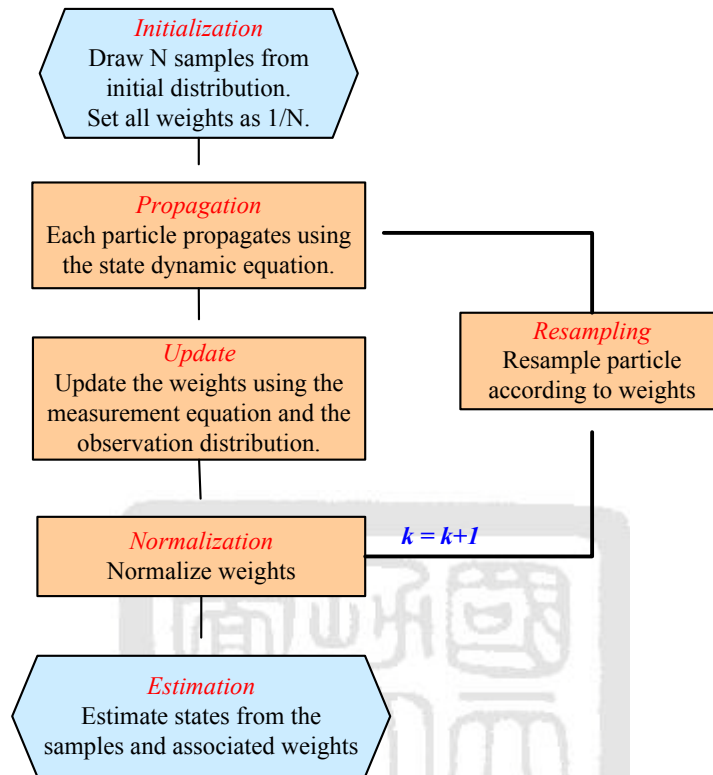 Initialization
Draw N samples from
initial distribution.
Set all weights as 1/N.
Propagation
Each particle propagates using
the state dynamic equation.
Update
Update the weights using the
measurement equation and the
observation distribution.
Resampling
Resample particle
according to weights
Normalization
Normalize weights
k = k+1
Estimation
Estimate states from the
samples and associated weights